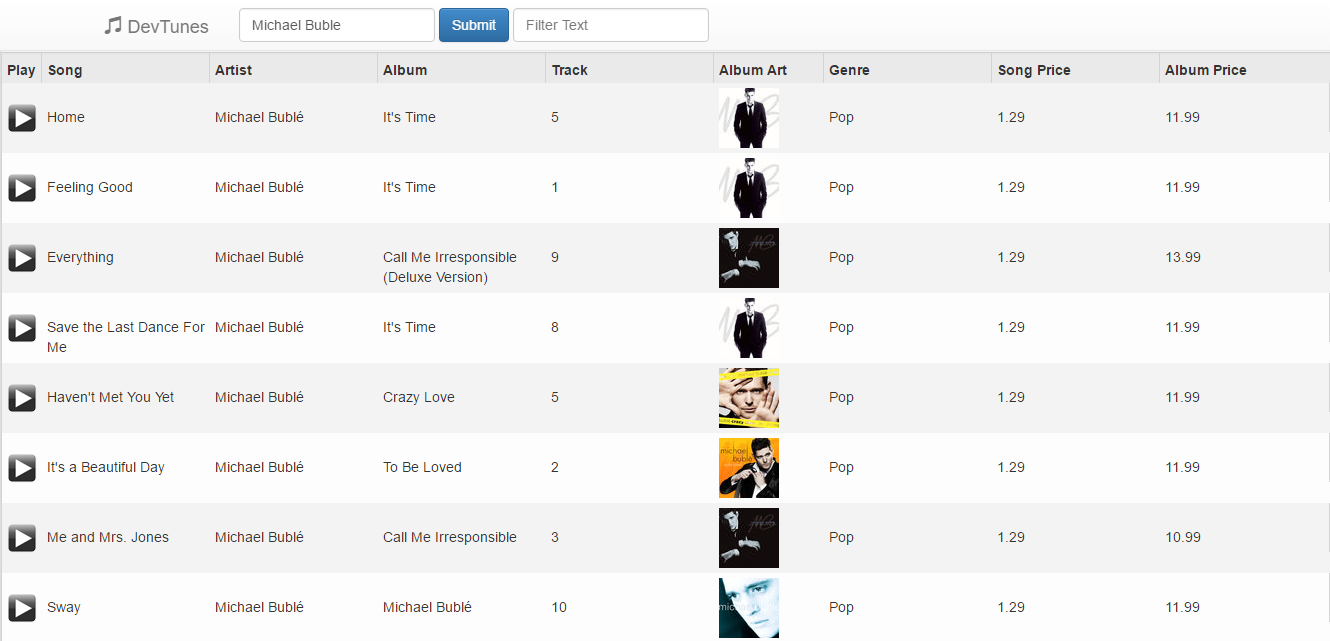 DevTunes Michael Buble Submit Filter Text
Play Song Artist Album Track Album Art Genre Song Price Album Price
Home Michael Bublé It's Time 5 Pop 1.29 11.99
Feeling Good Michael Bublé It's Time 1 Pop 1.29 11.99
Everything Michael Bublé Call Me Irresponsible 9 Pop 1.29 13.99
(Deluxe Version)
Save the Last Dance For Michael Bublé It's Time 8 Pop 1.29 11.99
Me
Haven't Met You Yet Michael Bublé Crazy Love 5 Pop 1.29 11.99
It's a Beautiful Day Michael Bublé To Be Loved 2 michael Pop 1.29 11.99
bublé
Me and Mrs. Jones Michael Bublé Call Me Irresponsible 3 Pop 1.29 10.99
Sway Michael Bublé Michael Bublé 10 Pop 1.29 11.99